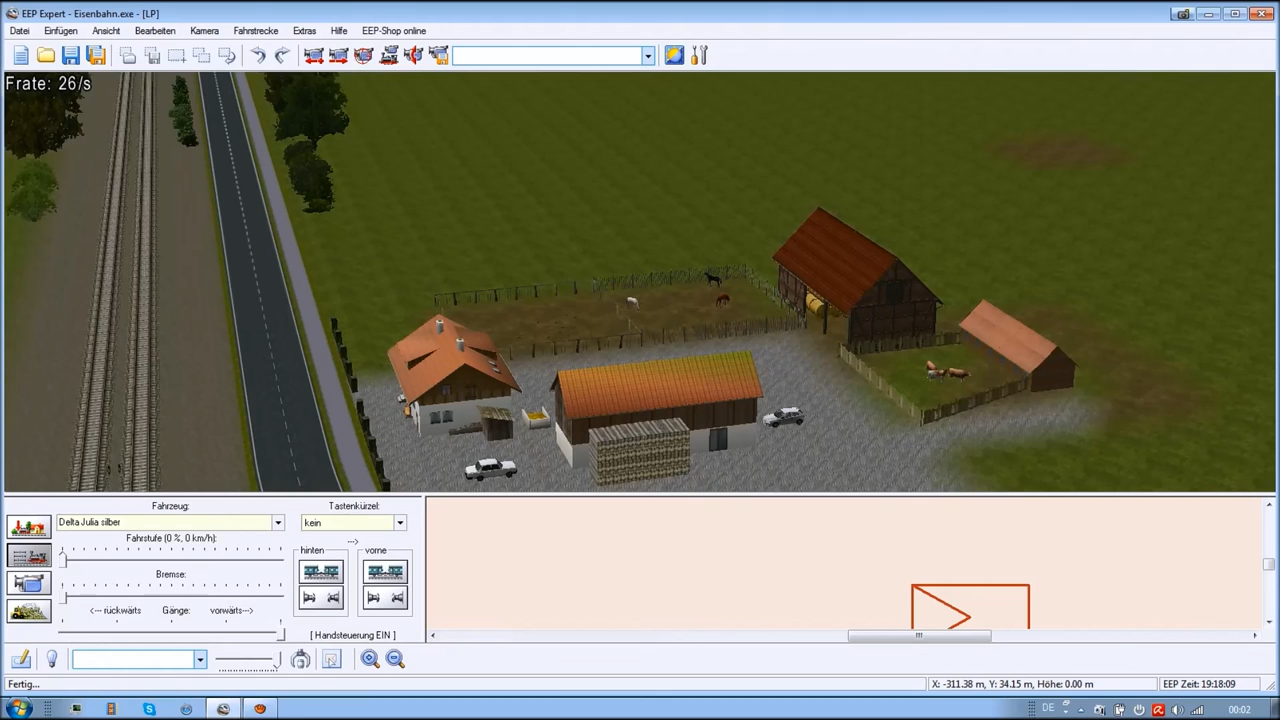 EEP Expert - Eisenbahn.exe - [LP]
Datei Einfügen Ansicht Bearbeiten Kamera Fahrstrecke Extras Hilfe EEP-Shop online
Frate: 26/s
Fahrzeug: Tastenkürzel:
Delta Julia silber kein
Fahrstufe (0 %, 0 km/h): -->
hinten vorne
Bremse:
<--- rückwärts Gänge: vorwärts--->
[ Handsteuerung EIN ]
Fertig... X: -311.38 m, Y: 34.15 m, Höhe: 0.00 m EEP Zeit: 19:18:09
DE 00:02